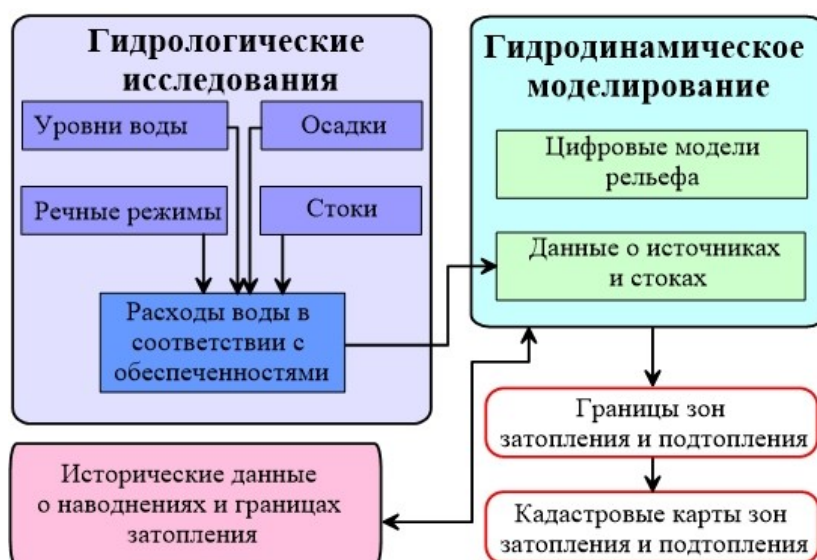 Гидрологические
исследования
Уровни воды
Осадки
Речные режимы
Стоки
Расходы воды в
соответствии с
обеспеченностями
Гидродинамическое
моделирование
Цифровые модели
рельефа
Данные о источниках
и стоках
Границы зон
затопления и подтопления
Кадастровые карты зон
затопления и подтопления
Исторические данные
о наводнениях и границах
затопления